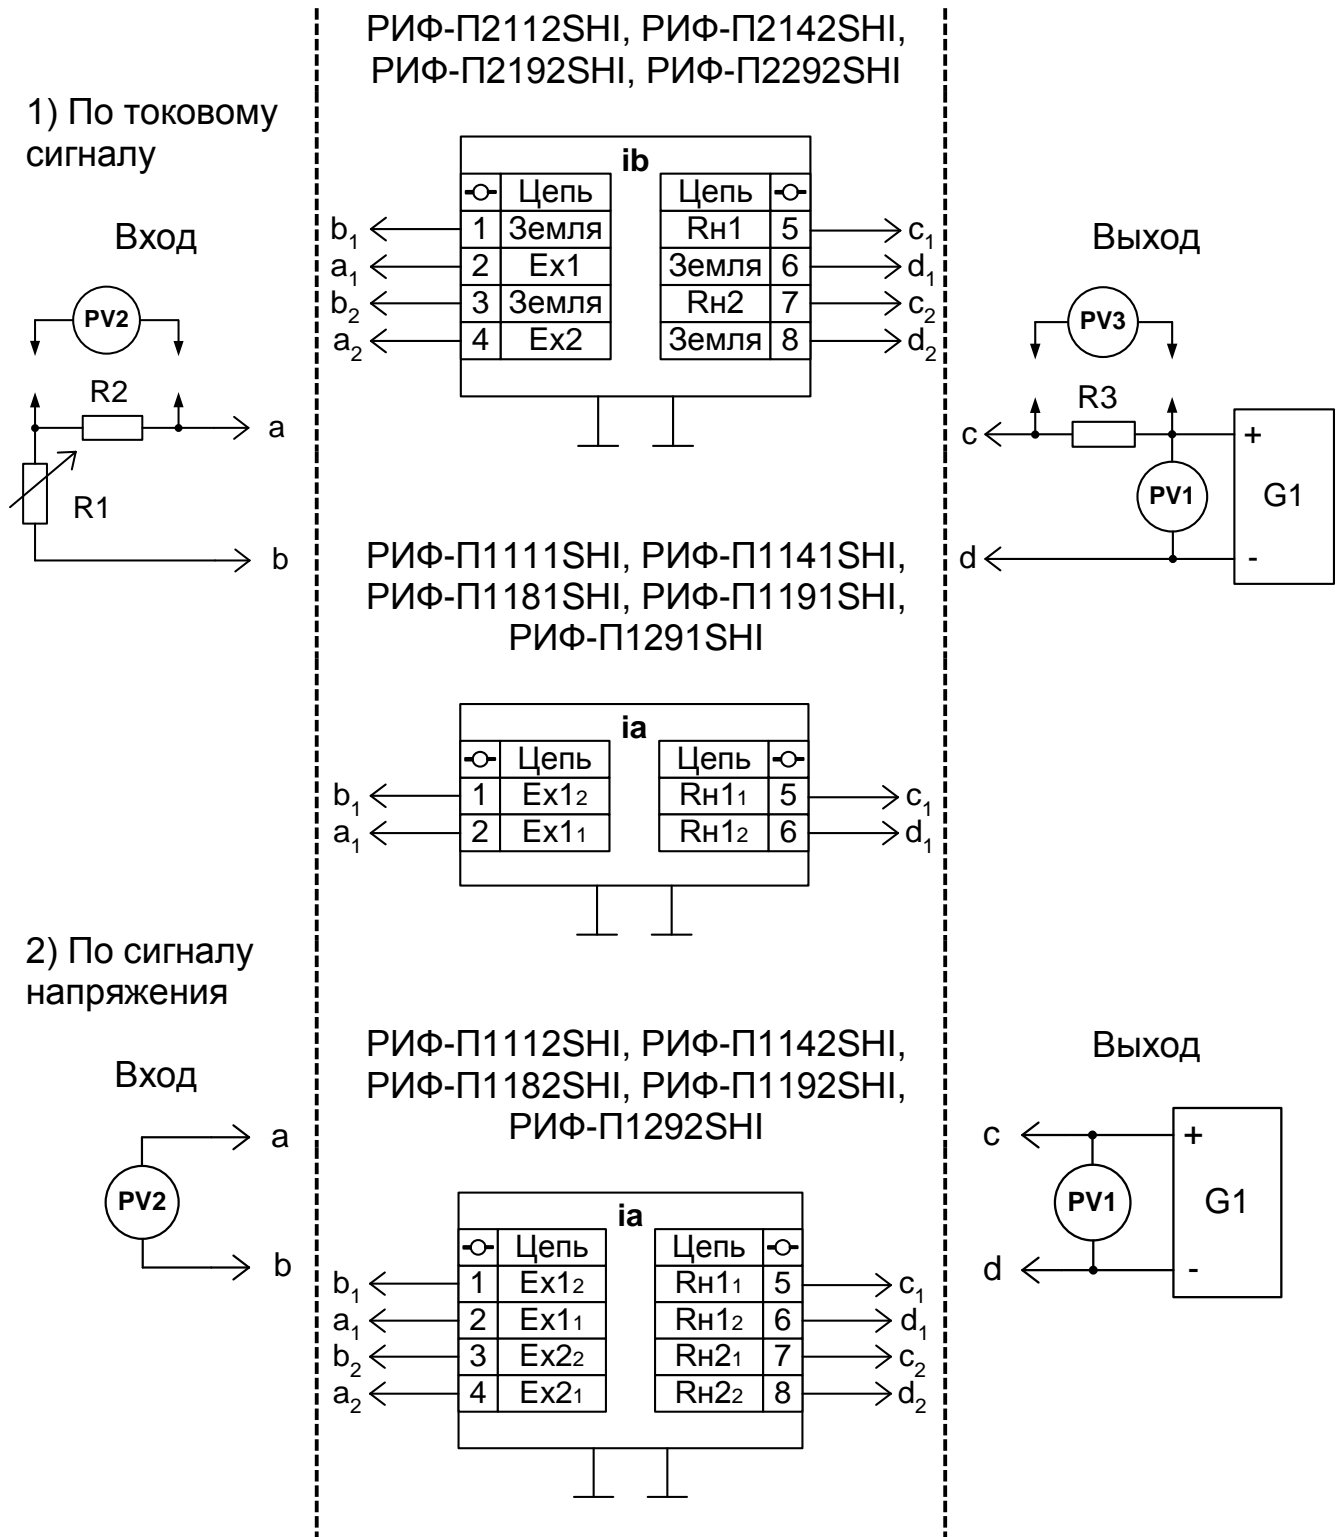 РИФ-П2112SHI, РИФ-П2142SHI,
РИФ-П2192SHI, РИФ-П2292SHI
1) По токовому
сигналу
Вход
PV2
R2
a
R1
b
ib
Цепь Цепь
b1 1 Земля Rн1 5 c1
a1 2 Ex1 Земля 6 d1
b2 3 Земля Rн2 7 c2
a2 4 Ex2 Земля 8 d2
Выход
PV3
R3
c +
PV1 G1
d -
РИФ-П1111SHI, РИФ-П1141SHI,
РИФ-П1181SHI, РИФ-П1191SHI,
РИФ-П1291SHI
ia
Цепь Цепь
b1 1 Ex12 Rн11 5 c1
a1 2 Ex11 Rн12 6 d1
2) По сигналу
напряжения
Вход
a
PV2
b
РИФ-П1112SHI, РИФ-П1142SHI,
РИФ-П1182SHI, РИФ-П1192SHI,
РИФ-П1292SHI
ia
Цепь Цепь
b1 1 Ex12 Rн11 5 c1
a1 2 Ex11 Rн12 6 d1
b2 3 Ex22 Rн21 7 c2
a2 4 Ex21 Rн22 8 d2
Выход
c +
PV1 G1
d -